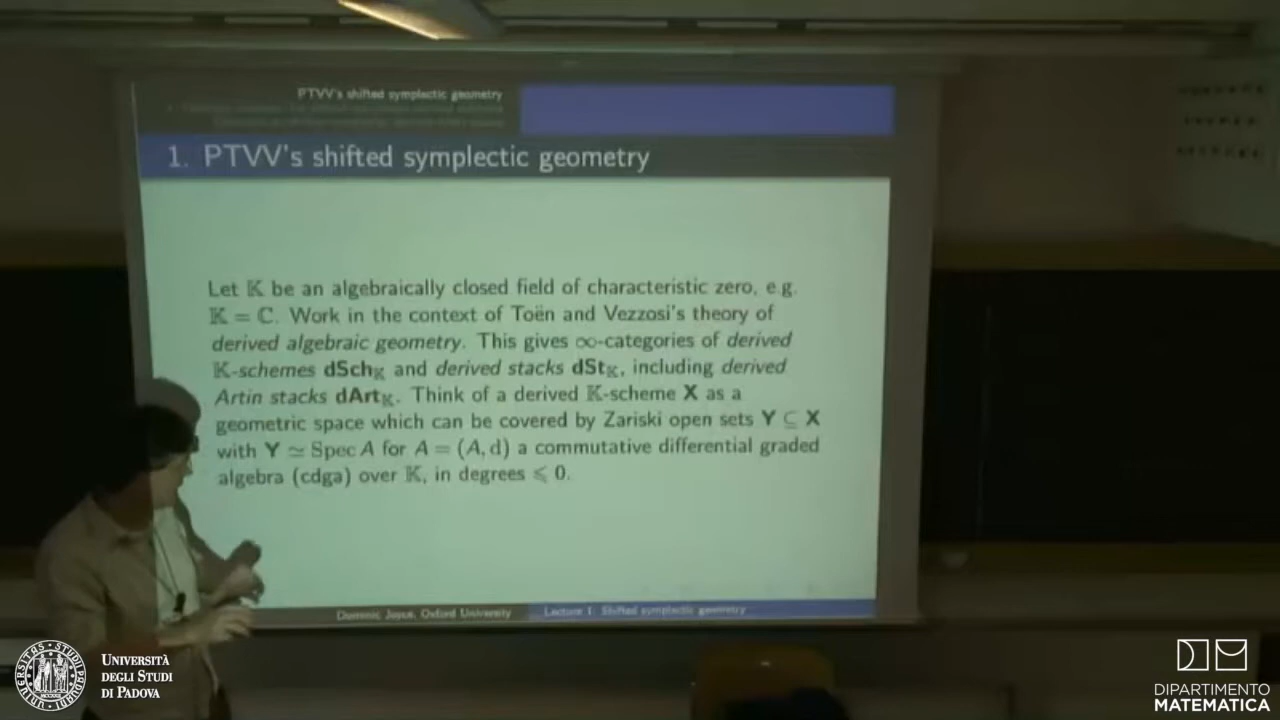 PTVV's shifted symplectic geometry
1. PTVV's shifted symplectic geometry
Let 𝕂 be an algebraically closed field of characteristic zero, e.g.
𝕂 = ℂ. Work in the context of Toën and Vezzosi's theory of
derived algebraic geometry. This gives ∞-categories of derived
𝕂-schemes dSch𝕂 and derived stacks dSt𝕂, including derived
Artin stacks dArt𝕂. Think of a derived 𝕂-scheme X as a
geometric space which can be covered by Zariski open sets Y ⊆ X
with Y ≃ Spec A for A = (A, d) a commutative differential graded
algebra (cdga) over 𝕂, in degrees ⩽ 0.
Dominic Joyce, Oxford University
Lecture I: Shifted symplectic geometry
UNIVERSITÀ
DEGLI STUDI
DI PADOVA
DIPARTIMENTO
MATEMATICA